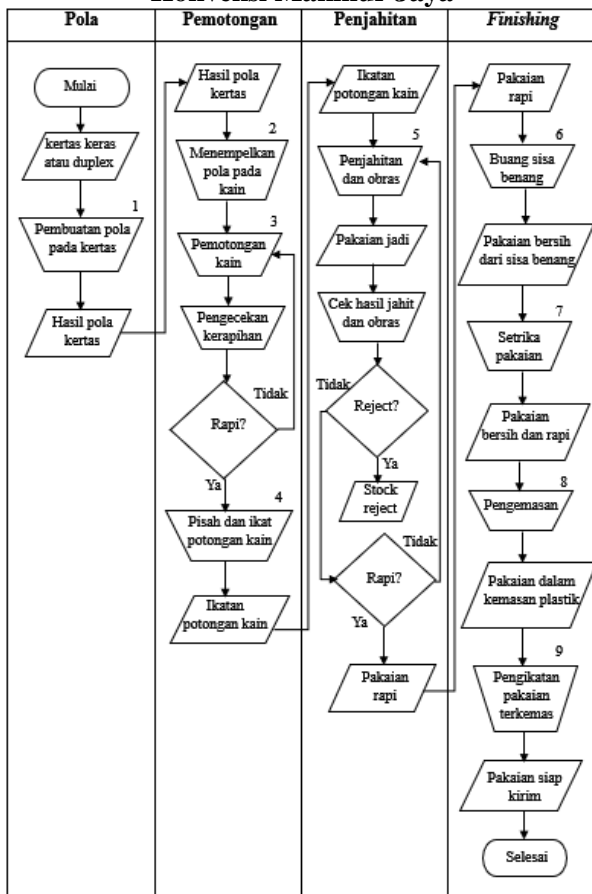 Konveksi Makmur Jaya
Pola
Mulai
kertas keras
atau duplex
1
Pembuatan pola
pada kertas
Hasil pola
kertas
Pemotongan
Hasil pola
kertas
2
Menempelkan
pola pada
kain
3
Pemotongan
kain
Pengecekan
kerapihan
Tidak
Rapi?
Ya
4
Pisah dan ikat
potongan kain
Ikatan
potongan kain
Penjahitan
Ikatan
potongan kain
5
Penjahitan
dan obras
Pakaian jadi
Cek hasil jahit
dan obras
Tidak
Reject?
Ya
Stock
reject
Tidak
Rapi?
Ya
Pakaian
rapi
Finishing
Pakaian
rapi
6
Buang sisa
benang
Pakaian bersih
dari sisa benang
7
Setrika
pakaian
Pakaian
bersih dan rapi
8
Pengemasan
Pakaian dalam
kemasan plastik
9
Pengikatan
pakaian
terkemas
Pakaian siap
kirim
Selesai